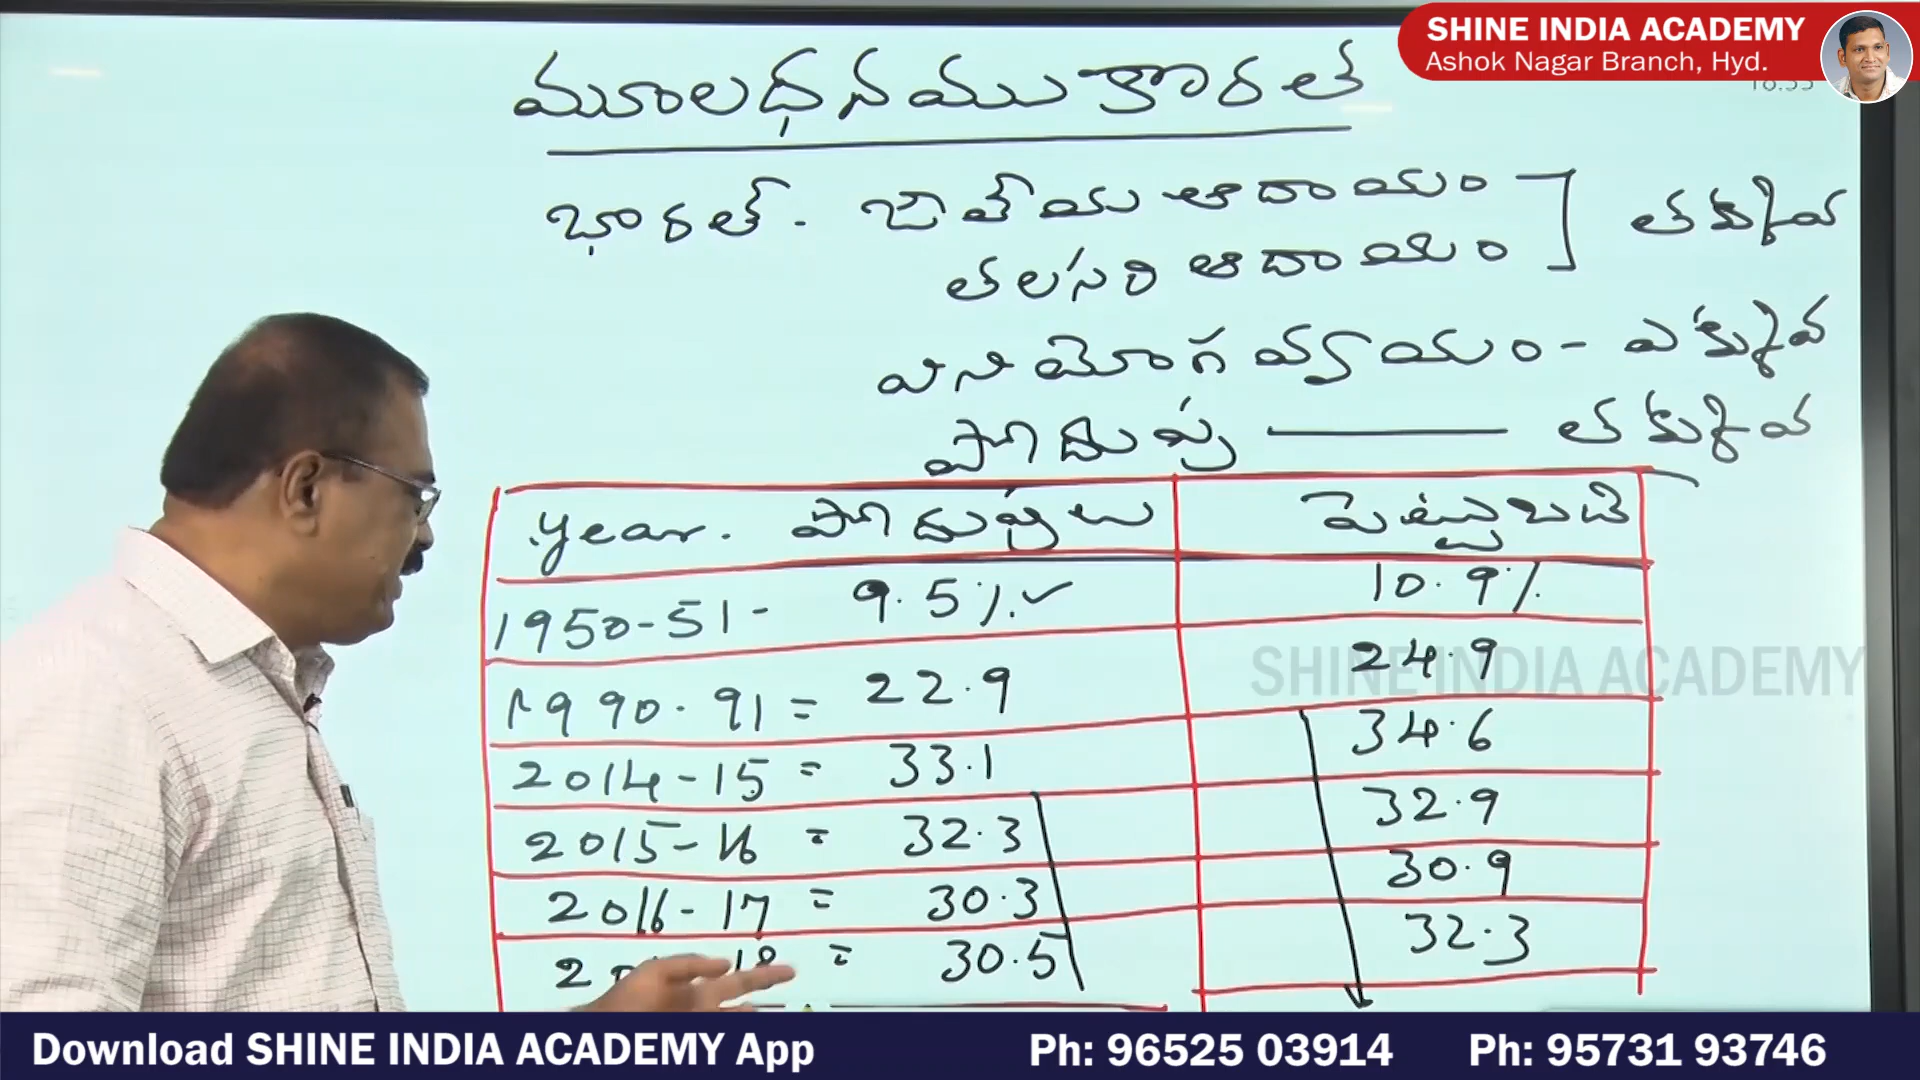 SHINE INDIA ACADEMY
Ashok Nagar Branch, Hyd.
మూలధనము కొరత
భారత్ - జాతీయ ఆదాయం
తలసరి ఆదాయం ] తక్కువ
వినియోగ వ్యయం - ఎక్కువ
పొదుపు — తక్కువ
year. పొదుపులు పెట్టుబడి
1950-51- 9.5%✓ 10.9%
1990-91 = 22.9 24.9
2014-15 = 33.1 34.6
2015-16 = 32.3 32.9
2016-17 = 30.3 30.9
18 = 30.5 32.3
SHINE INDIA ACADEMY
Download SHINE INDIA ACADEMY App Ph: 96525 03914 Ph: 95731 93746